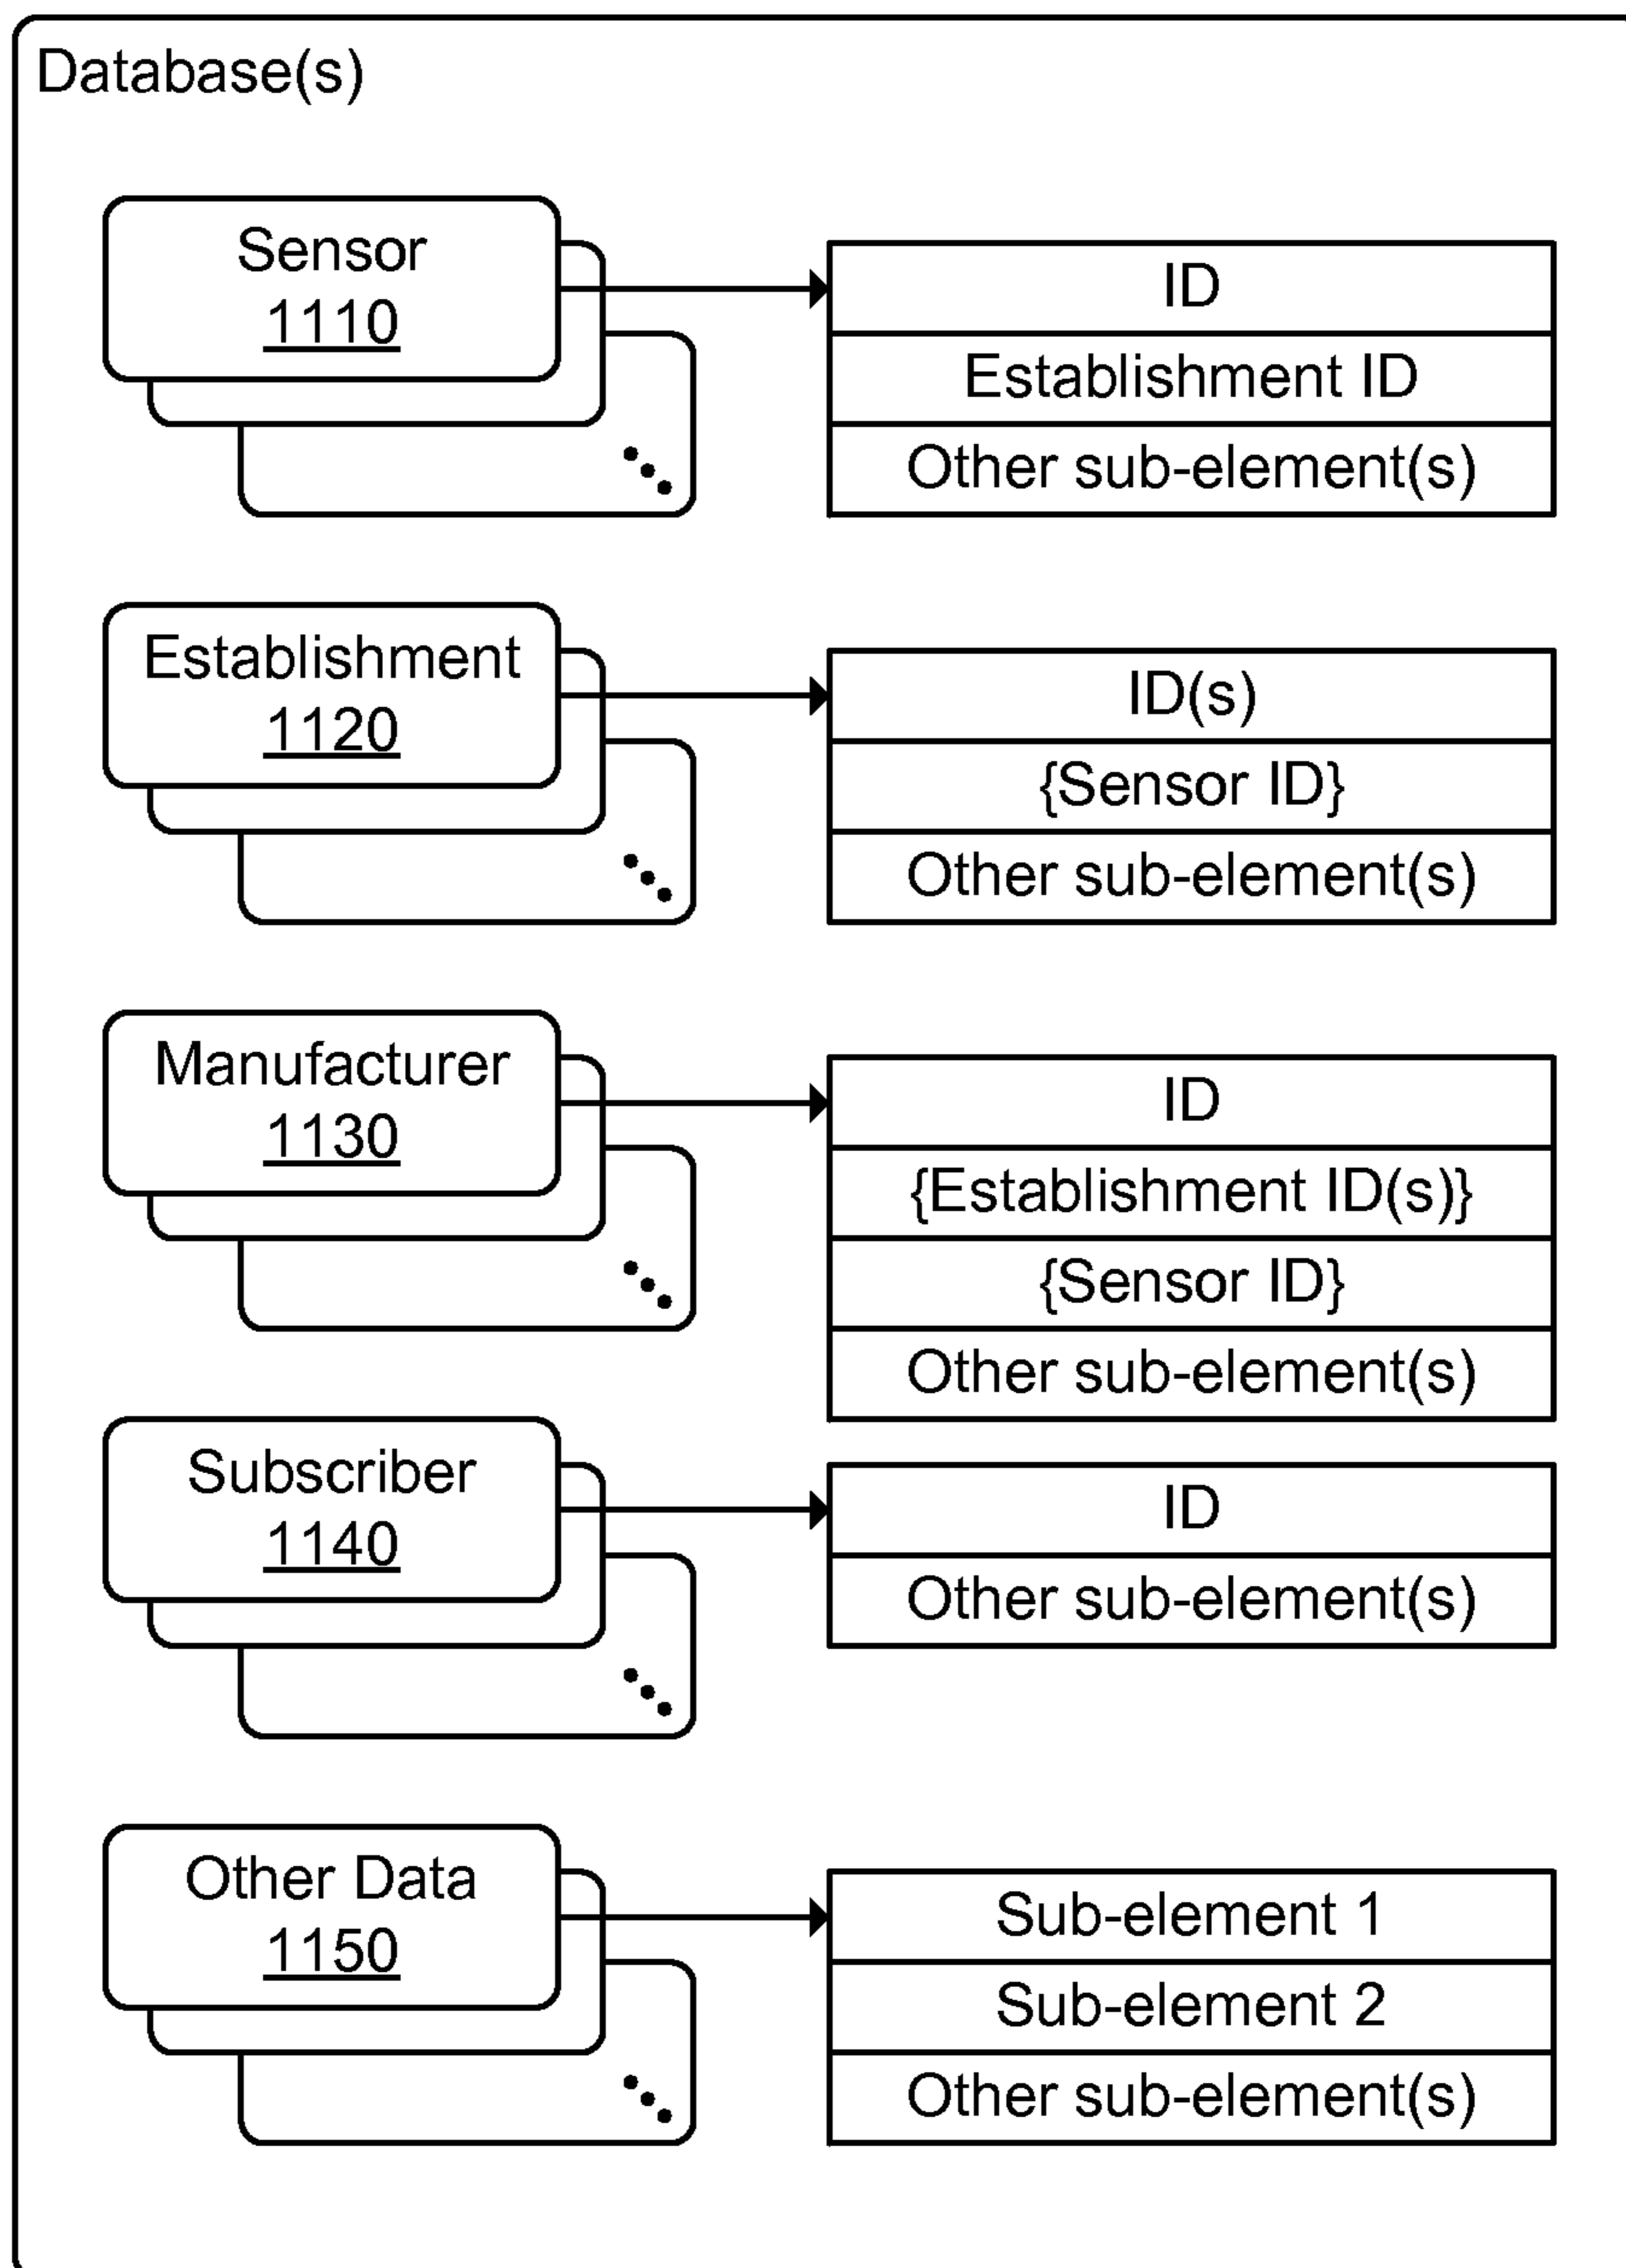 Database(s)
Sensor
1110
ID
Establishment ID
Other sub-element(s)
Establishment
1120
ID(s)
{Sensor ID}
Other sub-element(s)
Manufacturer
1130
ID
{Establishment ID(s)}
{Sensor ID}
Other sub-element(s)
Subscriber
1140
ID
Other sub-element(s)
Other Data
1150
Sub-element 1
Sub-element 2
Other sub-element(s)